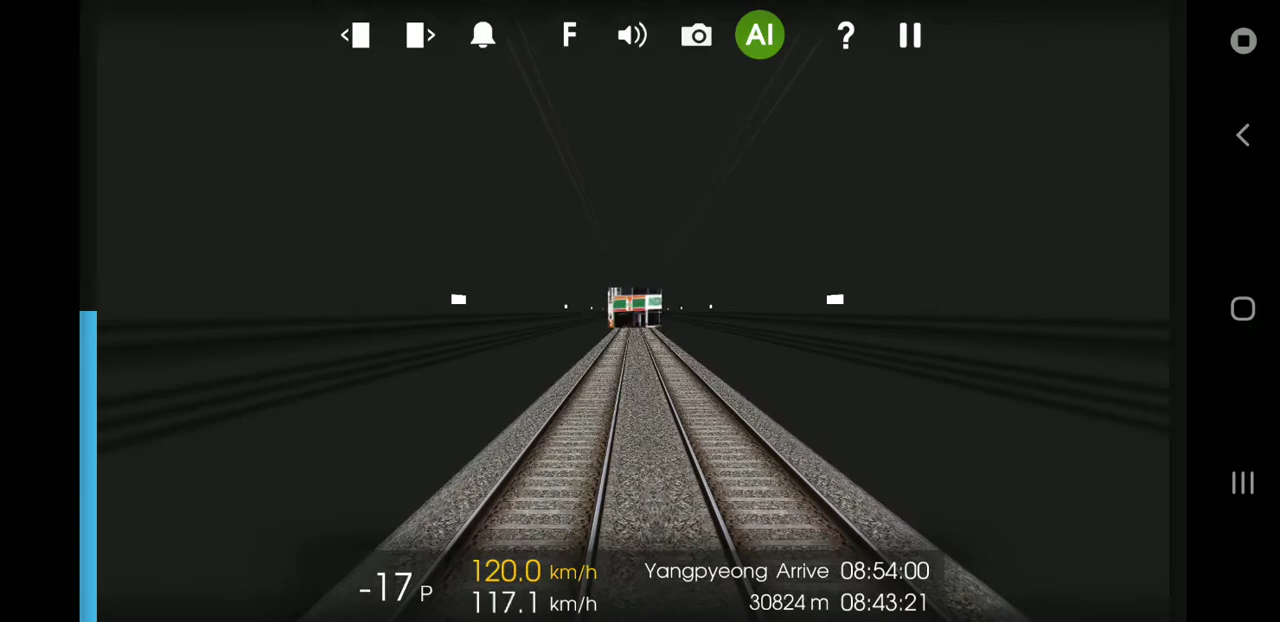 F AI ?
-17 P
120.0 km/h
117.1 km/h
Yangpyeong Arrive 08:54:00
30824 m 08:43:21